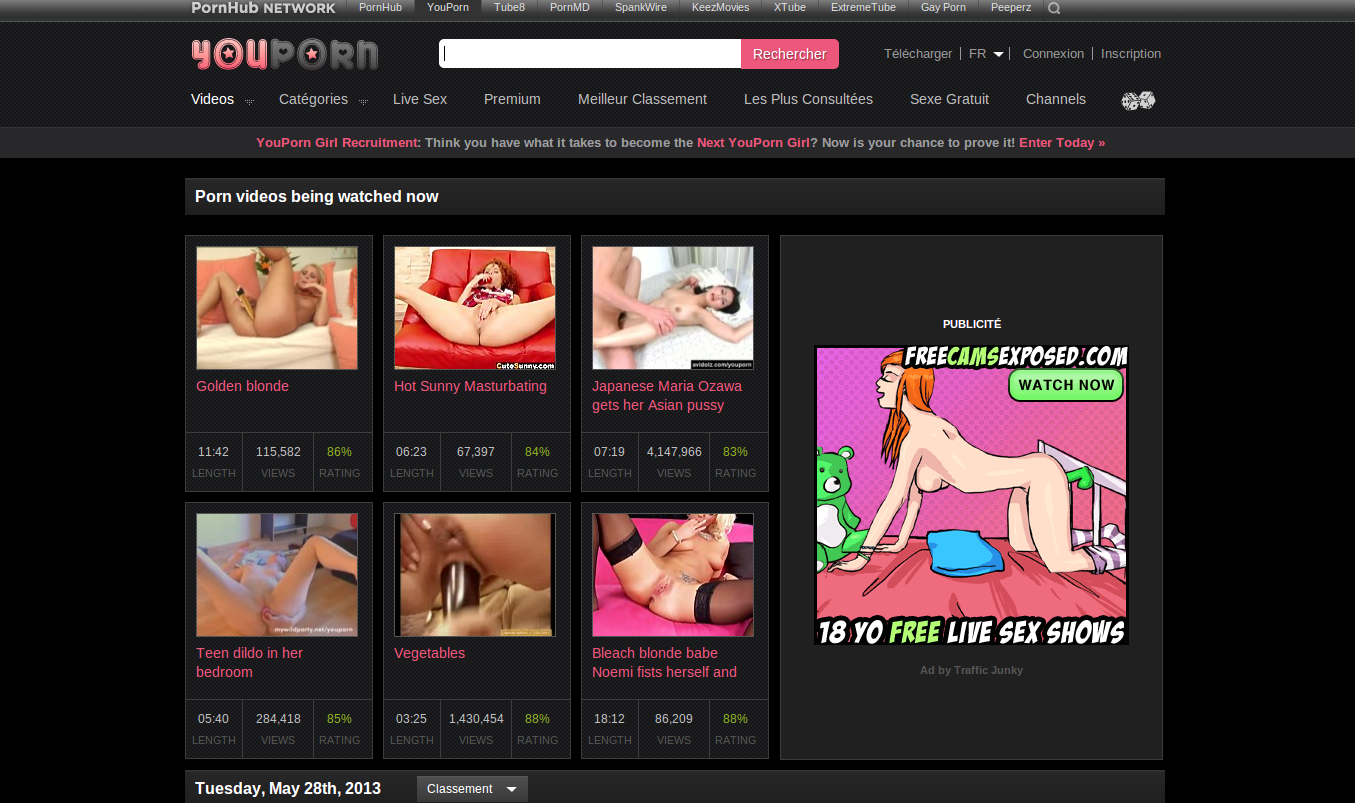 PornHub NETWORK PornHub YouPorn Tube8 PornMD SpankWire KeezMovies XTube ExtremeTube Gay Porn Peeperz
YOUPORN Rechercher Télécharger FR Connexion Inscription
Videos Catégories Live Sex Premium Meilleur Classement Les Plus Consultées Sexe Gratuit Channels
YouPorn Girl Recruitment: Think you have what it takes to become the Next YouPorn Girl? Now is your chance to prove it! Enter Today »
Porn videos being watched now
CuteSunny.com
avidolz.com/youporn
Golden blonde
Hot Sunny Masturbating
Japanese Maria Ozawa
gets her Asian pussy
11:42 115,582 86%
LENGTH VIEWS RATING
06:23 67,397 84%
LENGTH VIEWS RATING
07:19 4,147,966 83%
LENGTH VIEWS RATING
PUBLICITÉ
FREECAMSEXPOSED.COM
WATCH NOW
18 YO FREE LIVE SEX SHOWS
Ad by Traffic Junky
mywildparty.net/youporn
Teen dildo in her
bedroom
Vegetables
Bleach blonde babe
Noemi fists herself and
05:40 284,418 85%
LENGTH VIEWS RATING
03:25 1,430,454 88%
LENGTH VIEWS RATING
18:12 86,209 88%
LENGTH VIEWS RATING
Tuesday, May 28th, 2013 Classement